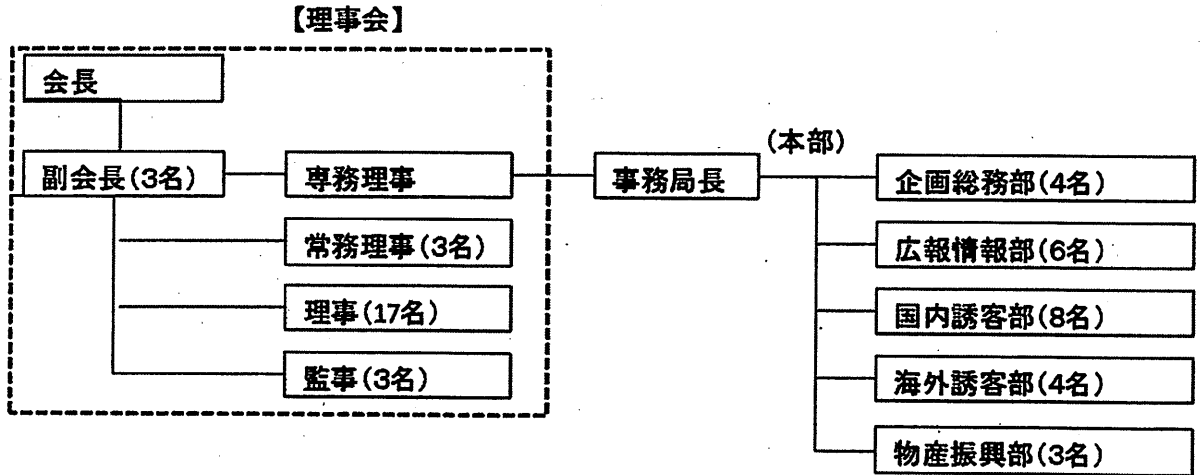 【理事会】
会長
副会長(3名)
専務理事
常務理事(3名)
理事(17名)
監事(3名)
事務局長
(本部)
企画総務部(4名)
広報情報部(6名)
国内誘客部(8名)
海外誘客部(4名)
物産振興部(3名)